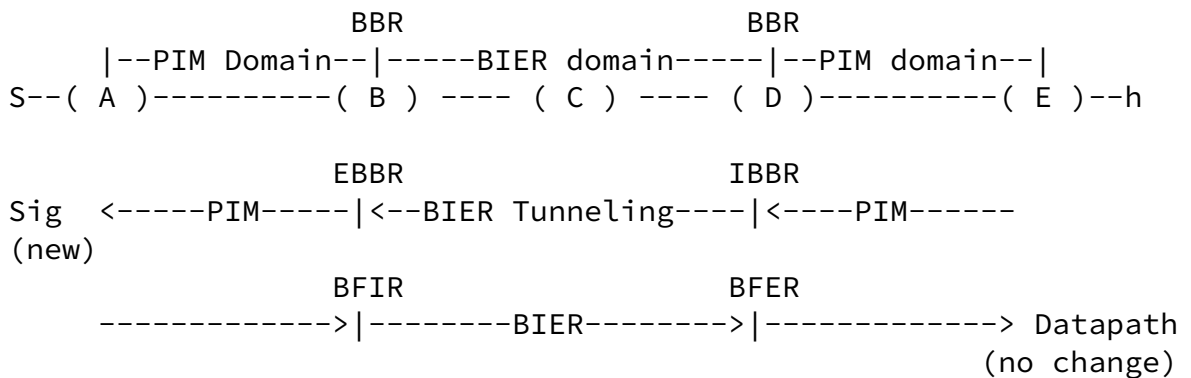 BBR                         BBR
|--PIM Domain--|-----BIER domain-----|--PIM domain--|
S--( A )----------( B ) ---- ( C ) ---- ( D )----------( E )--h
EBBR                     IBBR
Sig  <-----PIM-----|<--BIER Tunneling----|<----PIM------
(new)
BFIR                     BFER
------------->|--------BIER-------->|-------------> Datapath
(no change)